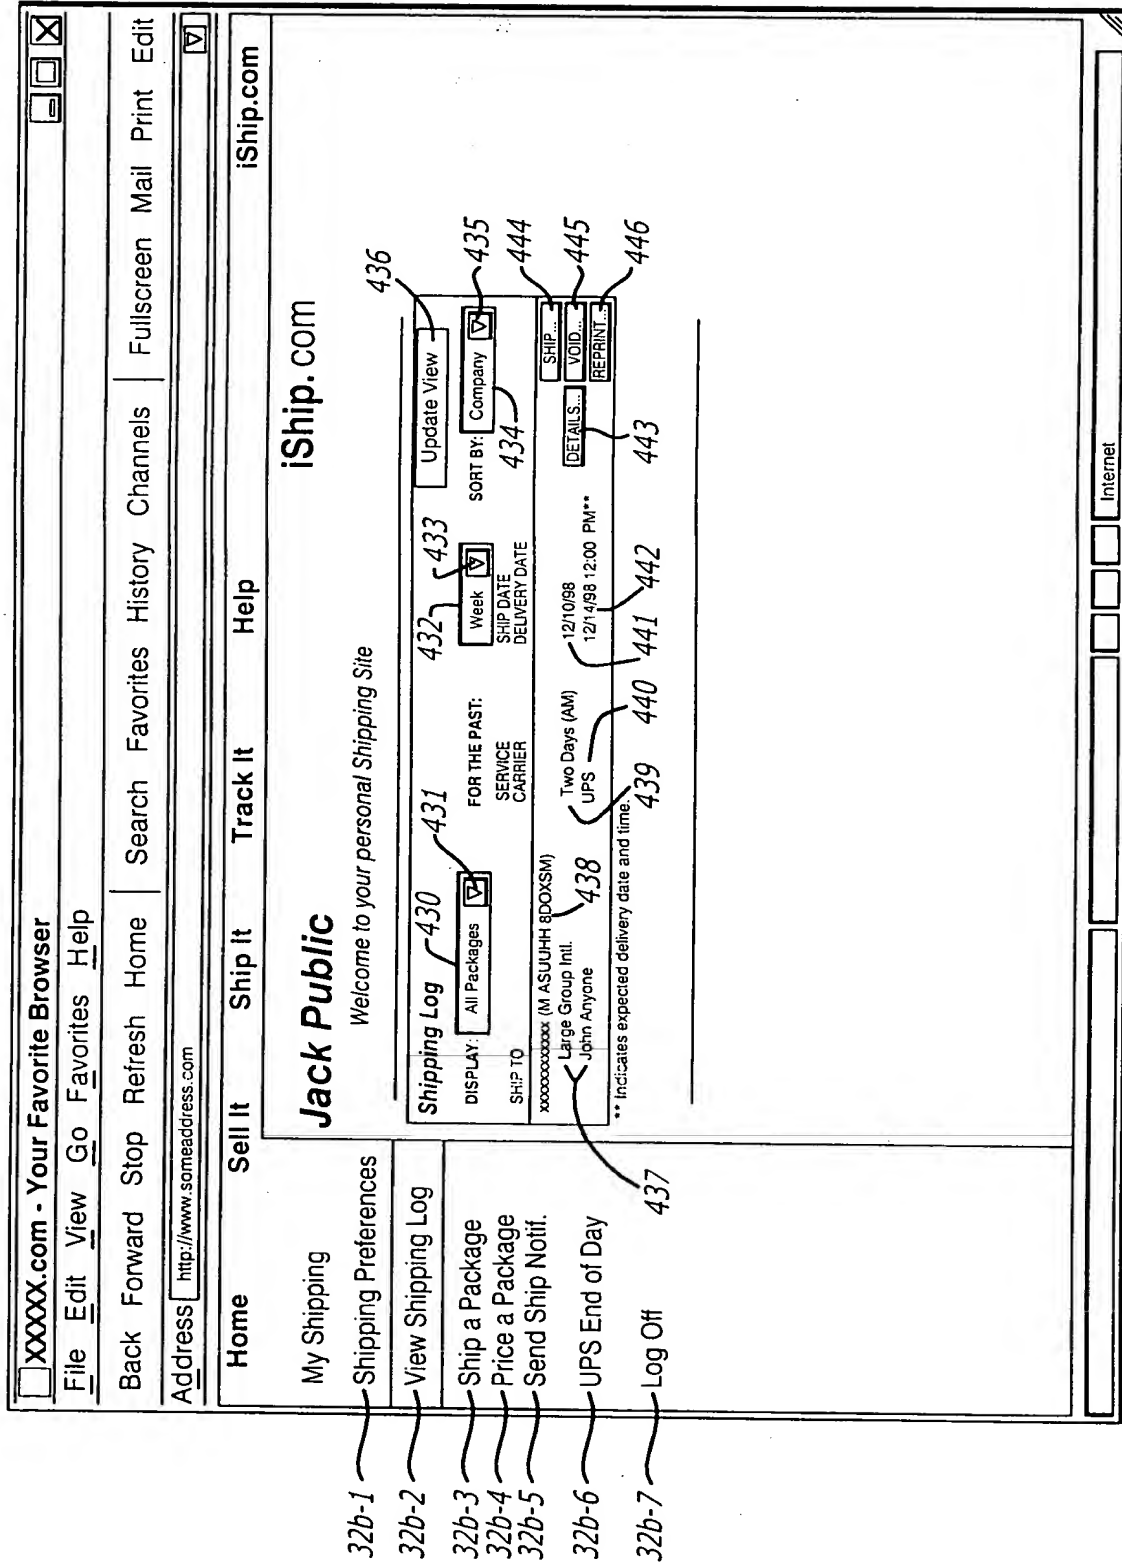 XXXXX.com - Your Favorite Browser
File Edit View Go Favorites Help
Back Forward Stop Refresh Home Search Favorites History Channels Fullscreen Mail Print Edit
Address http://www.someaddress.com
Home Sell It Ship It Track It Help iShip.com
My Shipping
32b-1 Shipping Preferences
32b-2 View Shipping Log
32b-3 Ship a Package
32b-4 Price a Package
32b-5 Send Ship Notif.
32b-6 UPS End of Day
32b-7 Log Off
Jack Public iShip.com
Welcome to your personal Shipping Site
436
Shipping Log 430 431 432 433 Update View
DISPLAY: All Packages FOR THE PAST: Week SORT BY: Company 435
SHIP TO SERVICE SHIP DATE 434
CARRIER DELIVERY DATE
xxxxxxxxxxxx (M ASUUHH 8DOXSM) SHIP... 444
Large Group Intl. Two Days (AM) 12/10/98 DETAILS... VOID... 445
John Anyone UPS 12/14/98 12:00 PM** REPRINT... 446
** Indicates expected delivery date and time.
437 438 439 440 441 442 443
Internet